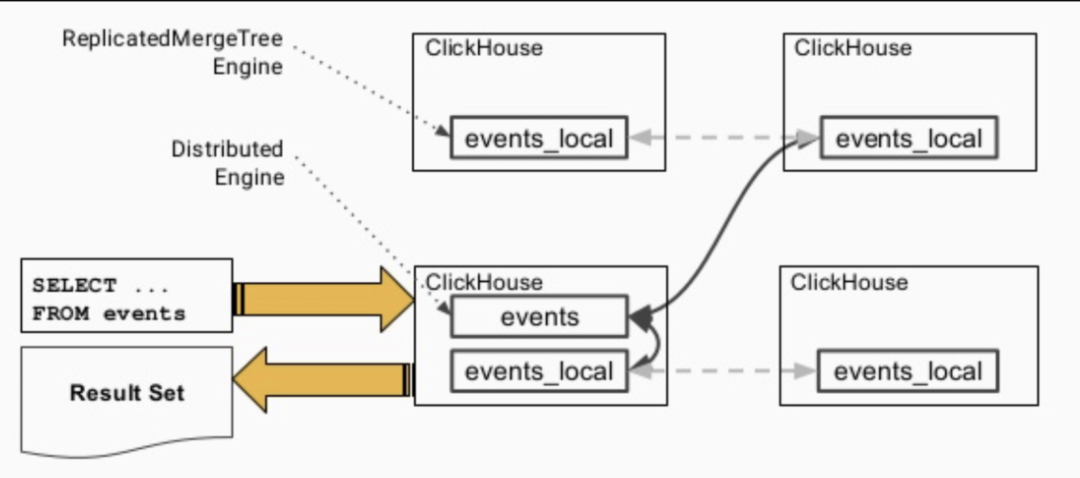 ReplicatedMergeTree
Engine
ClickHouse
events_local
ClickHouse
events_local
Distributed
Engine
SELECT ...
FROM events
ClickHouse
events
events_local
ClickHouse
events_local
Result Set